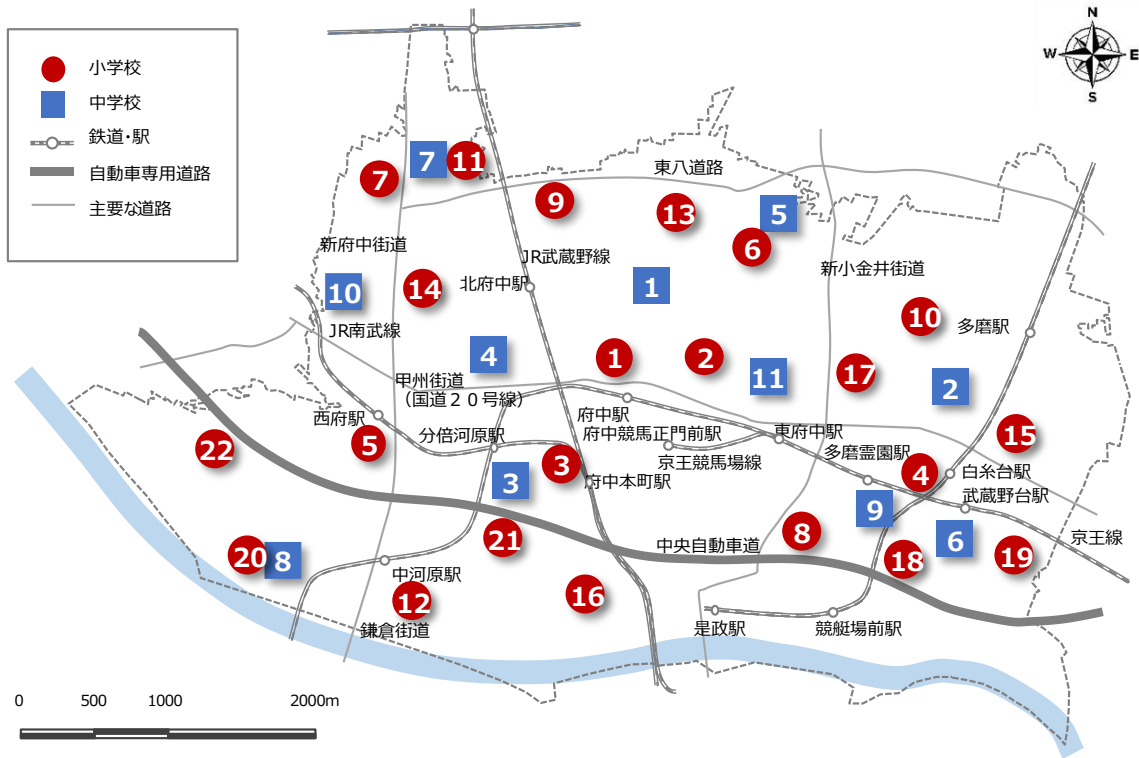 N
W
E
S
小学校
中学校
鉄道・駅
自動車専用道路
主要な道路
7
11
7
東八道路
9
13
5
6
新府中街道
JR武蔵野線
新小金井街道
10
14
北府中駅
1
10
多磨駅
JR南武線
4
1
2
11
17
2
甲州街道
（国道２０号線）
西府駅
府中駅
分倍河原駅
府中競馬正門前駅
東府中駅
22
5
3
京王競馬場線
多磨霊園駅
15
4
白糸台駅
府中本町駅
3
武蔵野台駅
9
21
8
中央自動車道
6
京王線
20
8
18
19
中河原駅
12
16
鎌倉街道
是政駅
競艇場前駅
0
500
1000
2000m